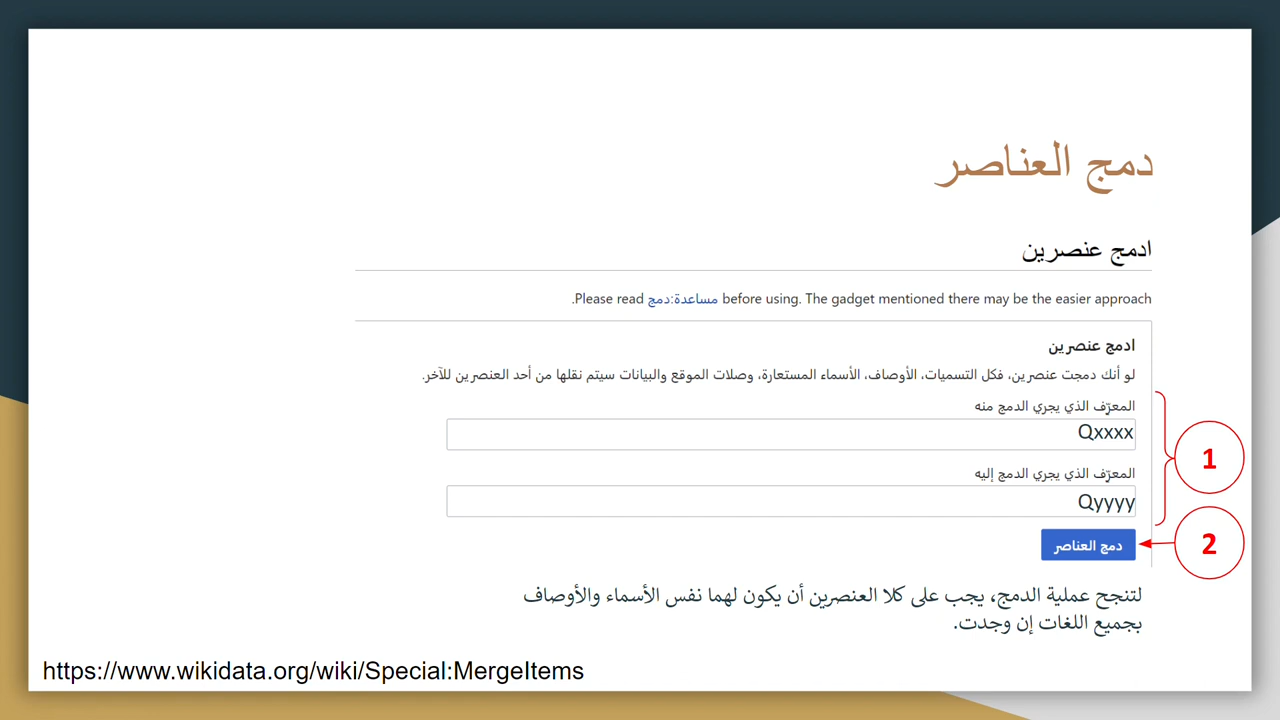 دمج العناصر
ادمج عنصرين
Please read مساعدة:دمج before using. The gadget mentioned there may be the easier approach.
ادمج عنصرين
لو أنك دمجت عنصرين، فكل التسميات، الأوصاف، الأسماء المستعارة، وصلات الموقع والبيانات سيتم نقلها من أحد العنصرين للآخر.
المعرّف الذي يجري الدمج منه
Qxxxx
1
المعرّف الذي يجري الدمج إليه
Qyyyy
دمج العناصر
2
لتنجح عملية الدمج، يجب على كلا العنصرين أن يكون لهما نفس الأسماء والأوصاف
بجميع اللغات إن وجدت.
https://www.wikidata.org/wiki/Special:MergeItems